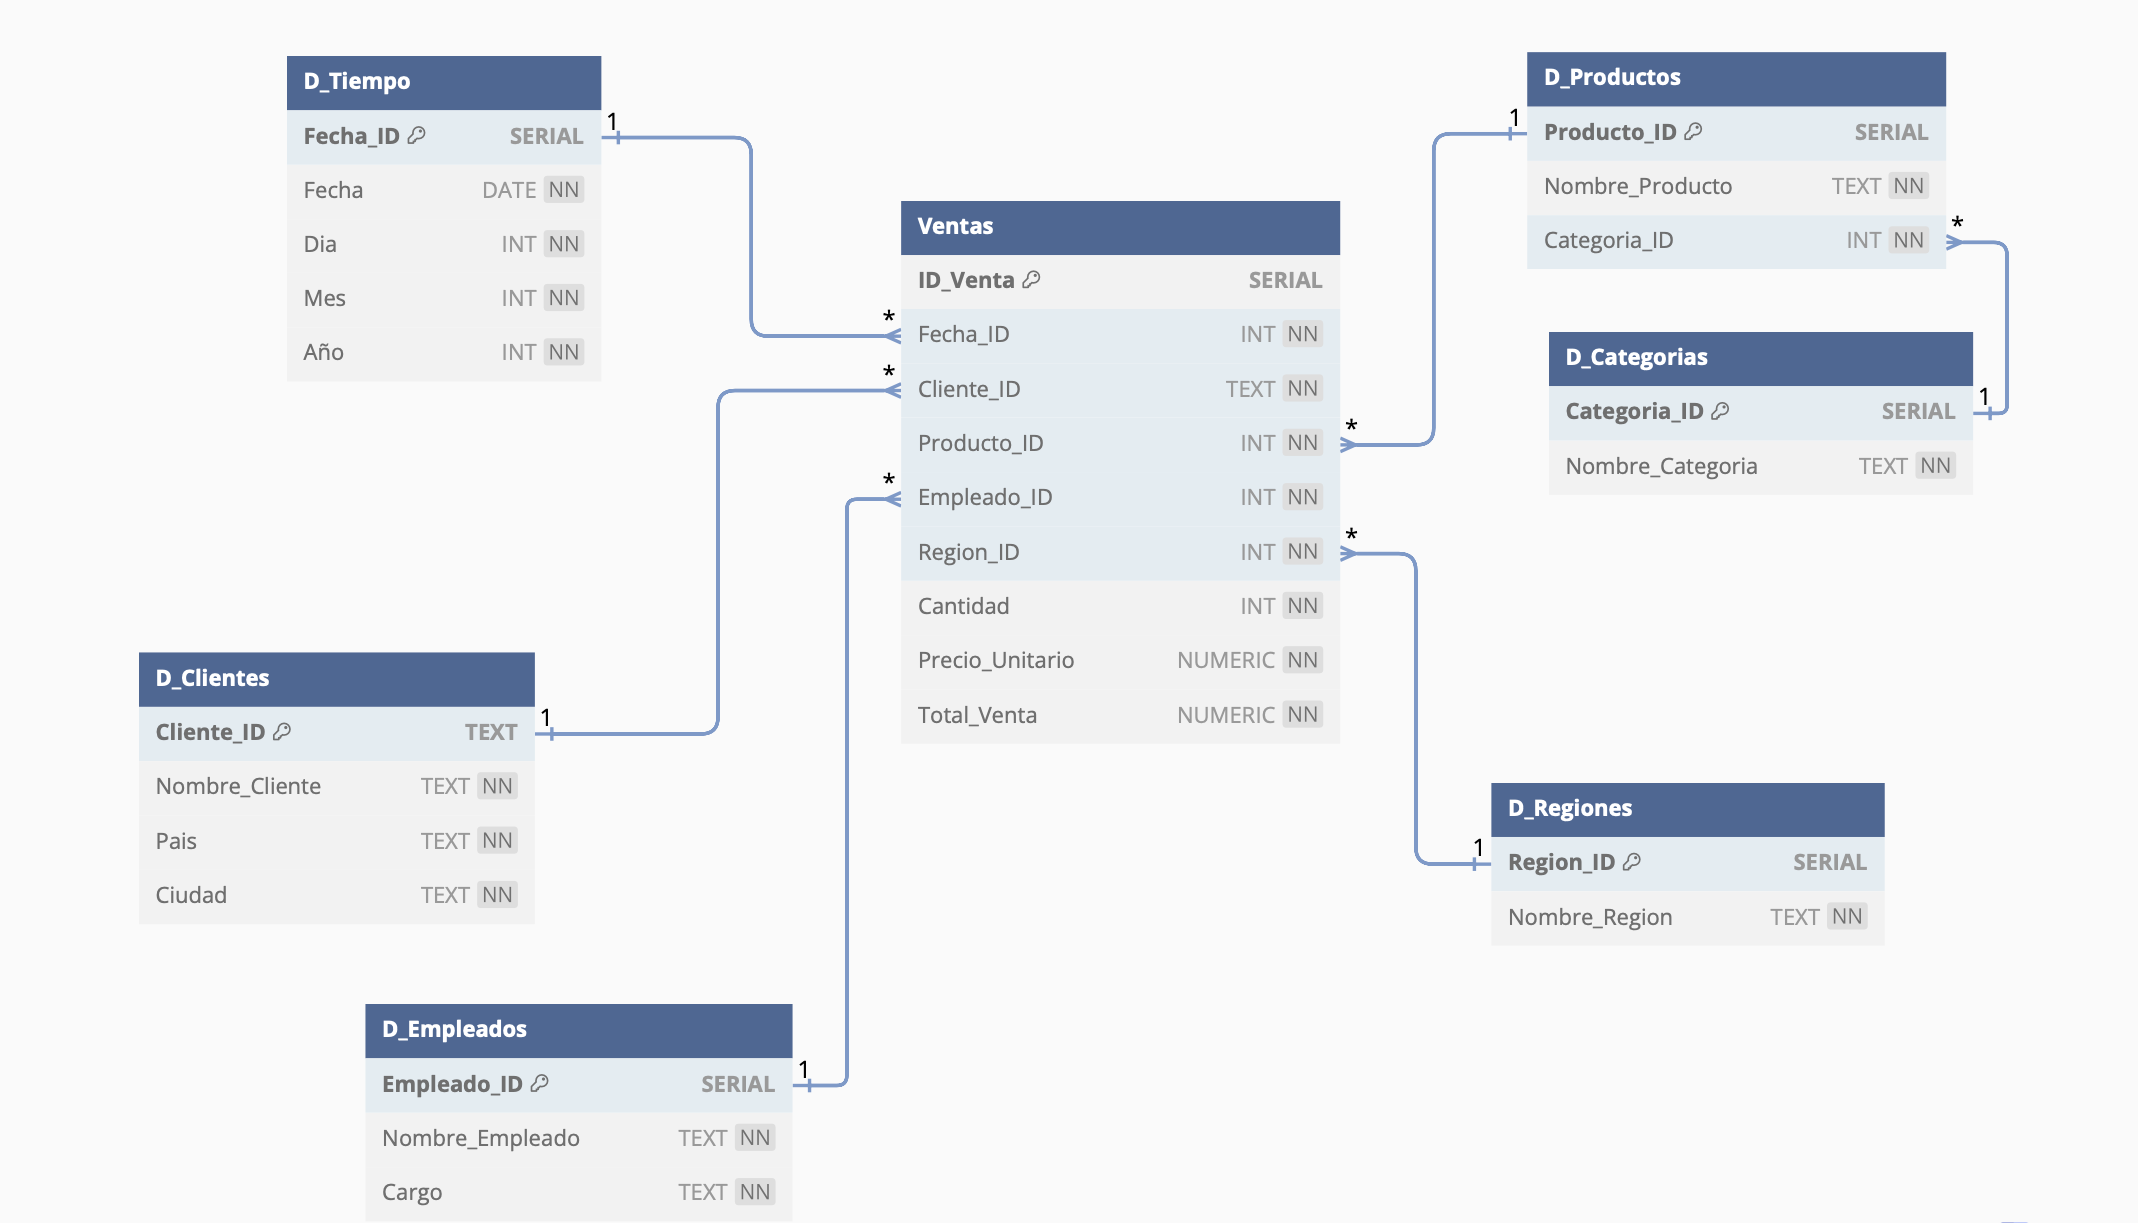 D_Tiempo
Fecha_ID SERIAL
Fecha DATE NN
Dia INT NN
Mes INT NN
Año INT NN
1
*
Ventas
ID_Venta SERIAL
Fecha_ID INT NN
Cliente_ID TEXT NN
Producto_ID INT NN
Empleado_ID INT NN
Region_ID INT NN
Cantidad INT NN
Precio_Unitario NUMERIC NN
Total_Venta NUMERIC NN
*
*
*
*
D_Productos
Producto_ID SERIAL
Nombre_Producto TEXT NN
Categoria_ID INT NN
1
*
D_Categorias
Categoria_ID SERIAL
Nombre_Categoria TEXT NN
1
D_Clientes
Cliente_ID TEXT
Nombre_Cliente TEXT NN
Pais TEXT NN
Ciudad TEXT NN
1
D_Regiones
Region_ID SERIAL
Nombre_Region TEXT NN
1
D_Empleados
Empleado_ID SERIAL
Nombre_Empleado TEXT NN
Cargo TEXT NN
1